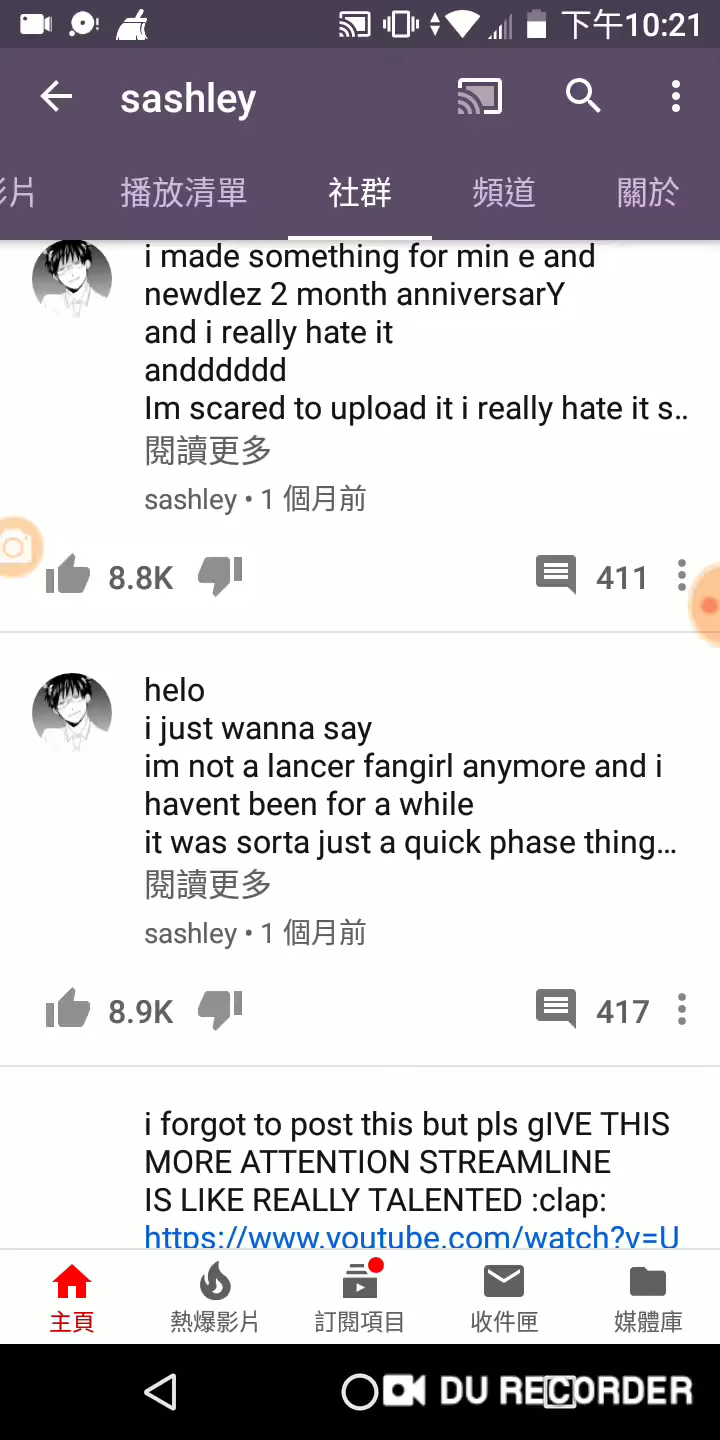 下午10:21
sashley
影片 播放清單 社群 頻道 關於
i made something for min e and
newdlez 2 month anniversarY
and i really hate it
andddddd
Im scared to upload it i really hate it s..
閱讀更多
sashley • 1 個月前
8.8K 411
helo
i just wanna say
im not a lancer fangirl anymore and i
havent been for a while
it was sorta just a quick phase thing...
閱讀更多
sashley • 1 個月前
8.9K 417
i forgot to post this but pls gIVE THIS
MORE ATTENTION STREAMLINE
IS LIKE REALLY TALENTED :clap:
https://www.youtube.com/watch?v=U
主頁 熱爆影片 訂閱項目 收件匣 媒體庫
DU RECORDER